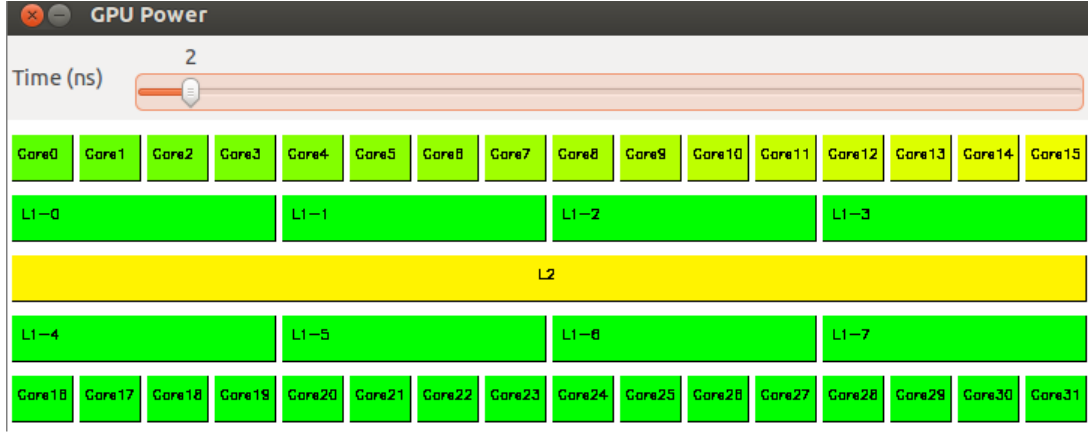 GPU Power
2
Time (ns)
Core0 Core1 Core2 Core3 Core4 Core5 Core6 Core7 Core8 Core9 Core10 Core11 Core12 Core13 Core14 Core15
L1-0 L1-1 L1-2 L1-3
L2
L1-4 L1-5 L1-6 L1-7
Core16 Core17 Core18 Core19 Core20 Core21 Core22 Core23 Core24 Core25 Core26 Core27 Core28 Core29 Core30 Core31